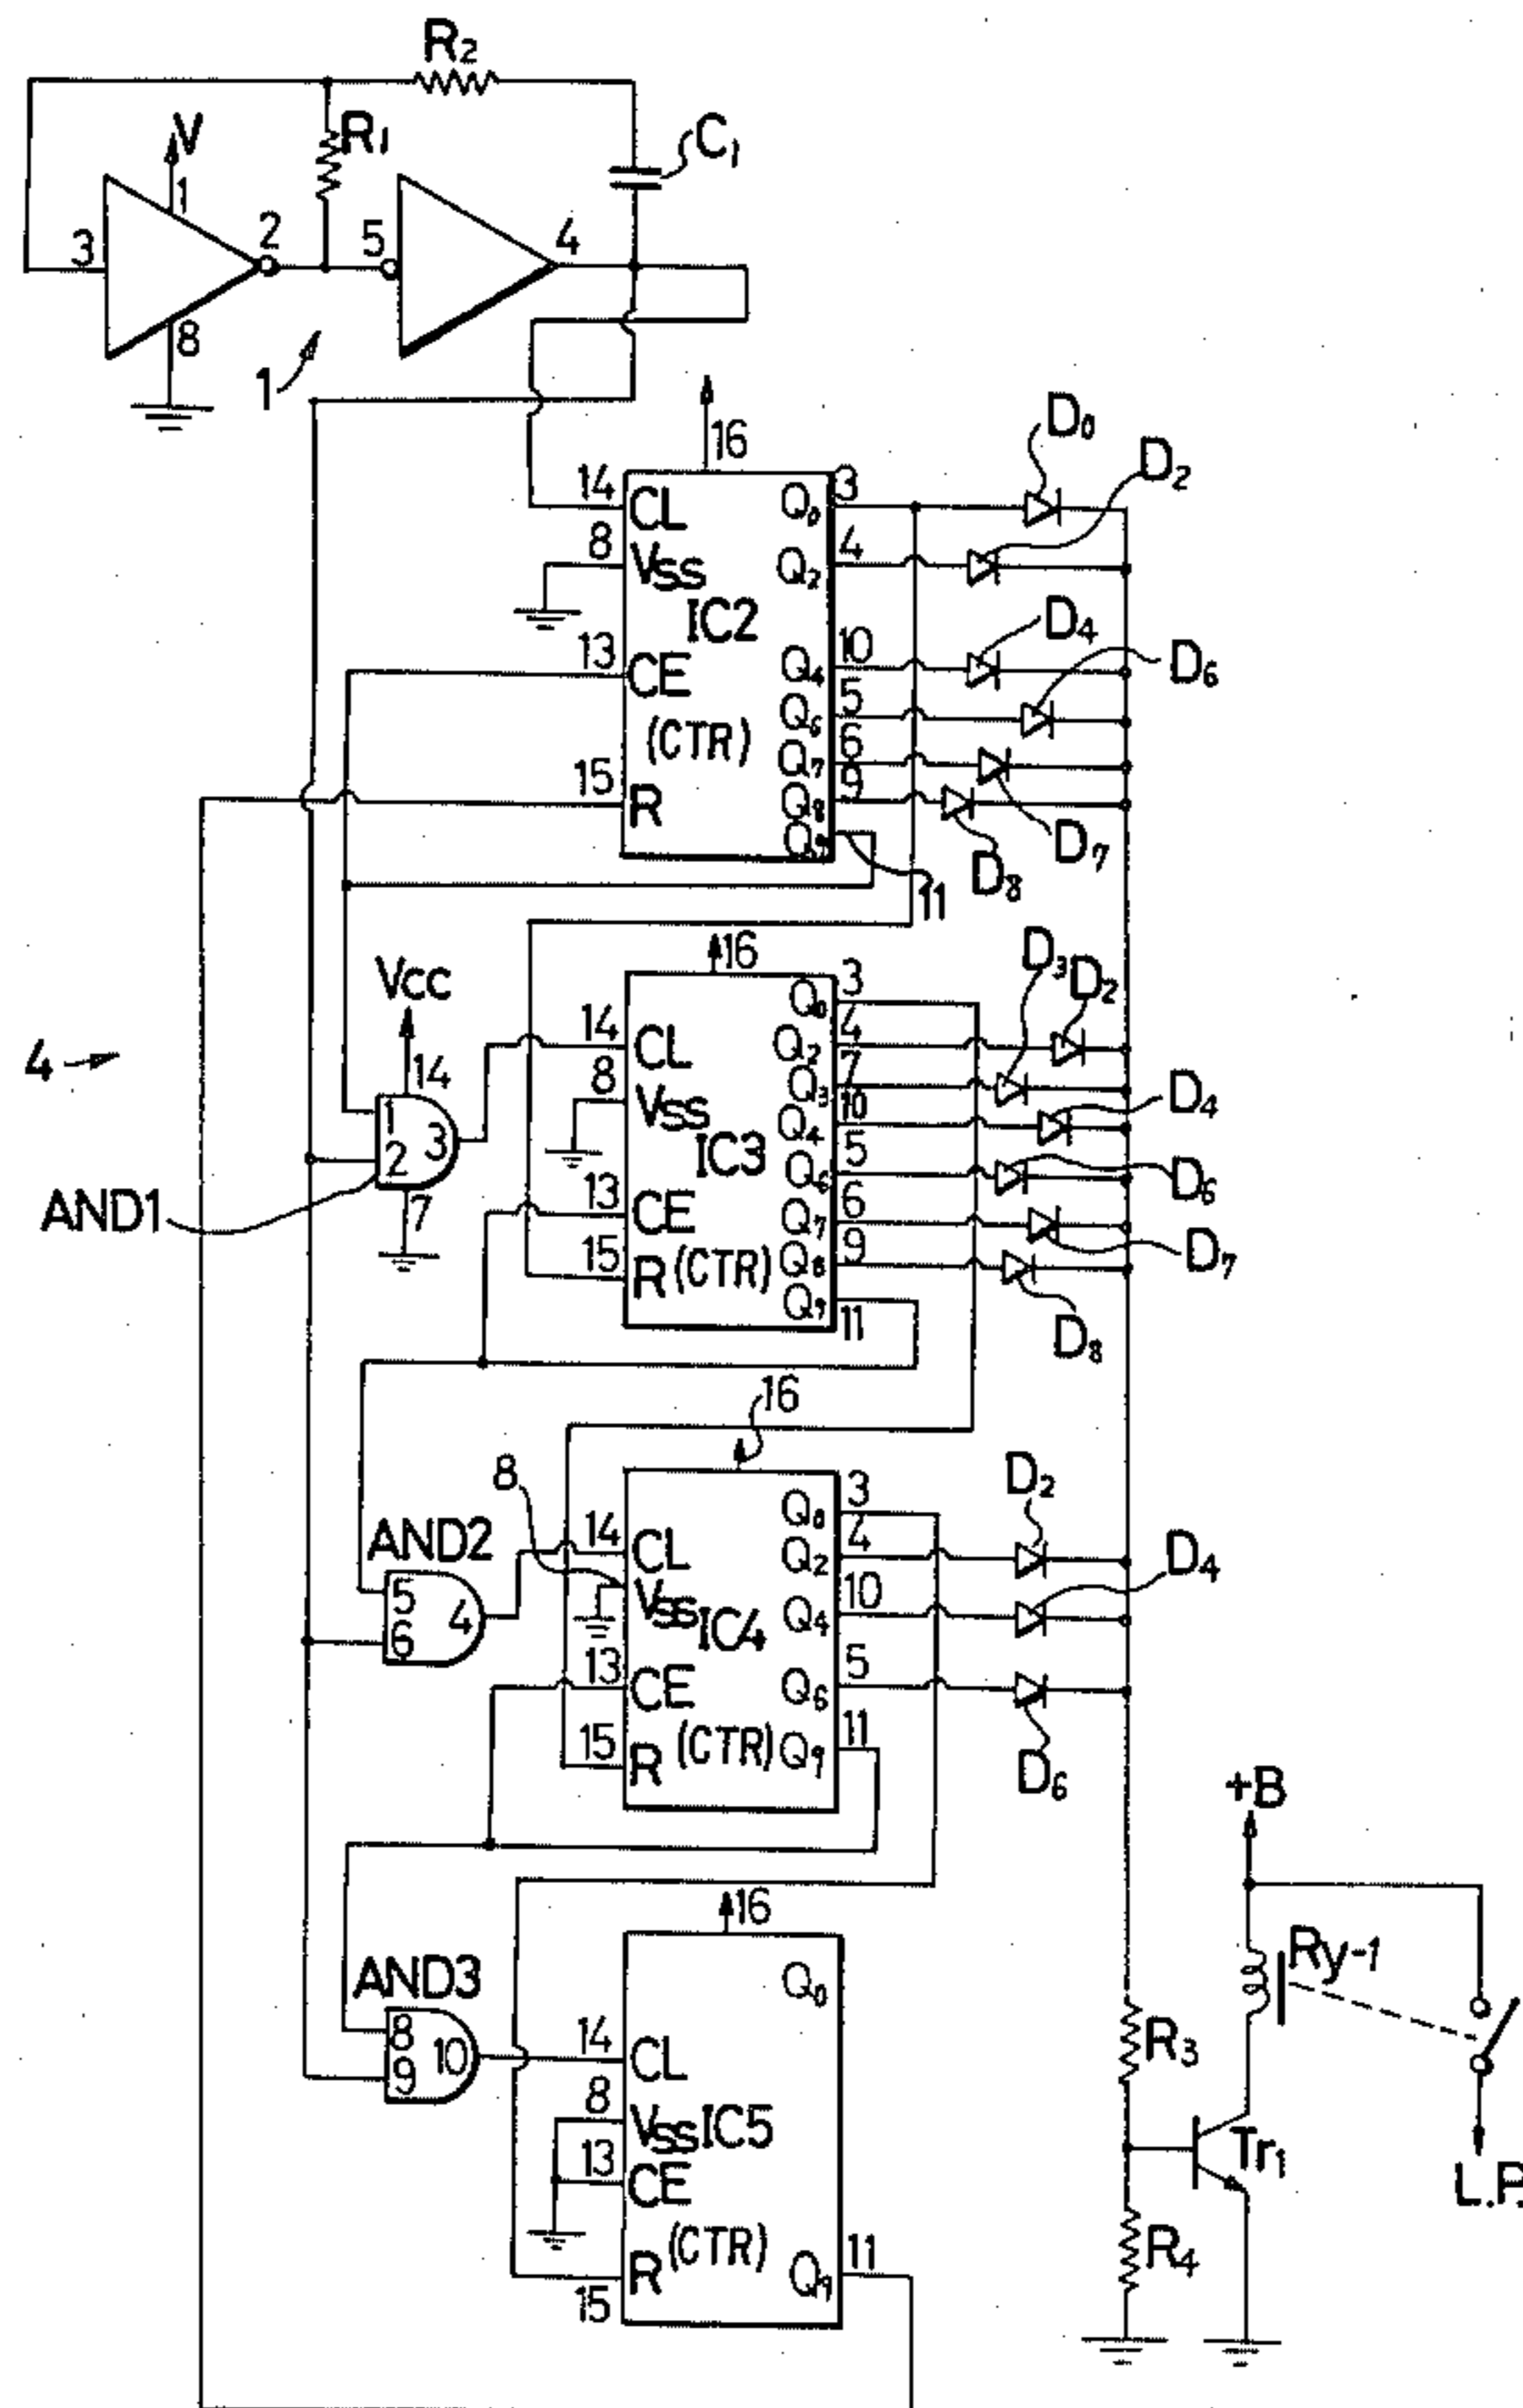 R2
V
R1
C1
1
3
2
5
4
8
1
16
D0
D2
14
CL
Q0
3
8
VSS
Q2
4
IC2
D4
13
CE
Q4
10
D6
Q6
5
(CTR)
Q7
6
15
R
Q8
9
Q9
D7
D8
11
16
D3
D2
VCC
Q0
3
14
CL
Q2
4
4
14
8
VSS
Q3
7
D4
1
3
Q4
10
2
IC3
Q6
5
D6
AND1
7
13
CE
Q7
6
D7
15
R
(CTR)
Q8
9
Q9
11
D8
16
8
D2
Q0
3
AND2
14
CL
Q2
4
D4
5
4
VSS
6
IC4
Q4
10
13
CE
Q6
5
15
R
(CTR)
Q9
11
D6
+B
16
Ry-1
AND3
Q0
8
10
14
CL
R3
9
8
VSS
IC5
13
CE
Tr1
L.P.
(CTR)
R4
R
Q9
11
15